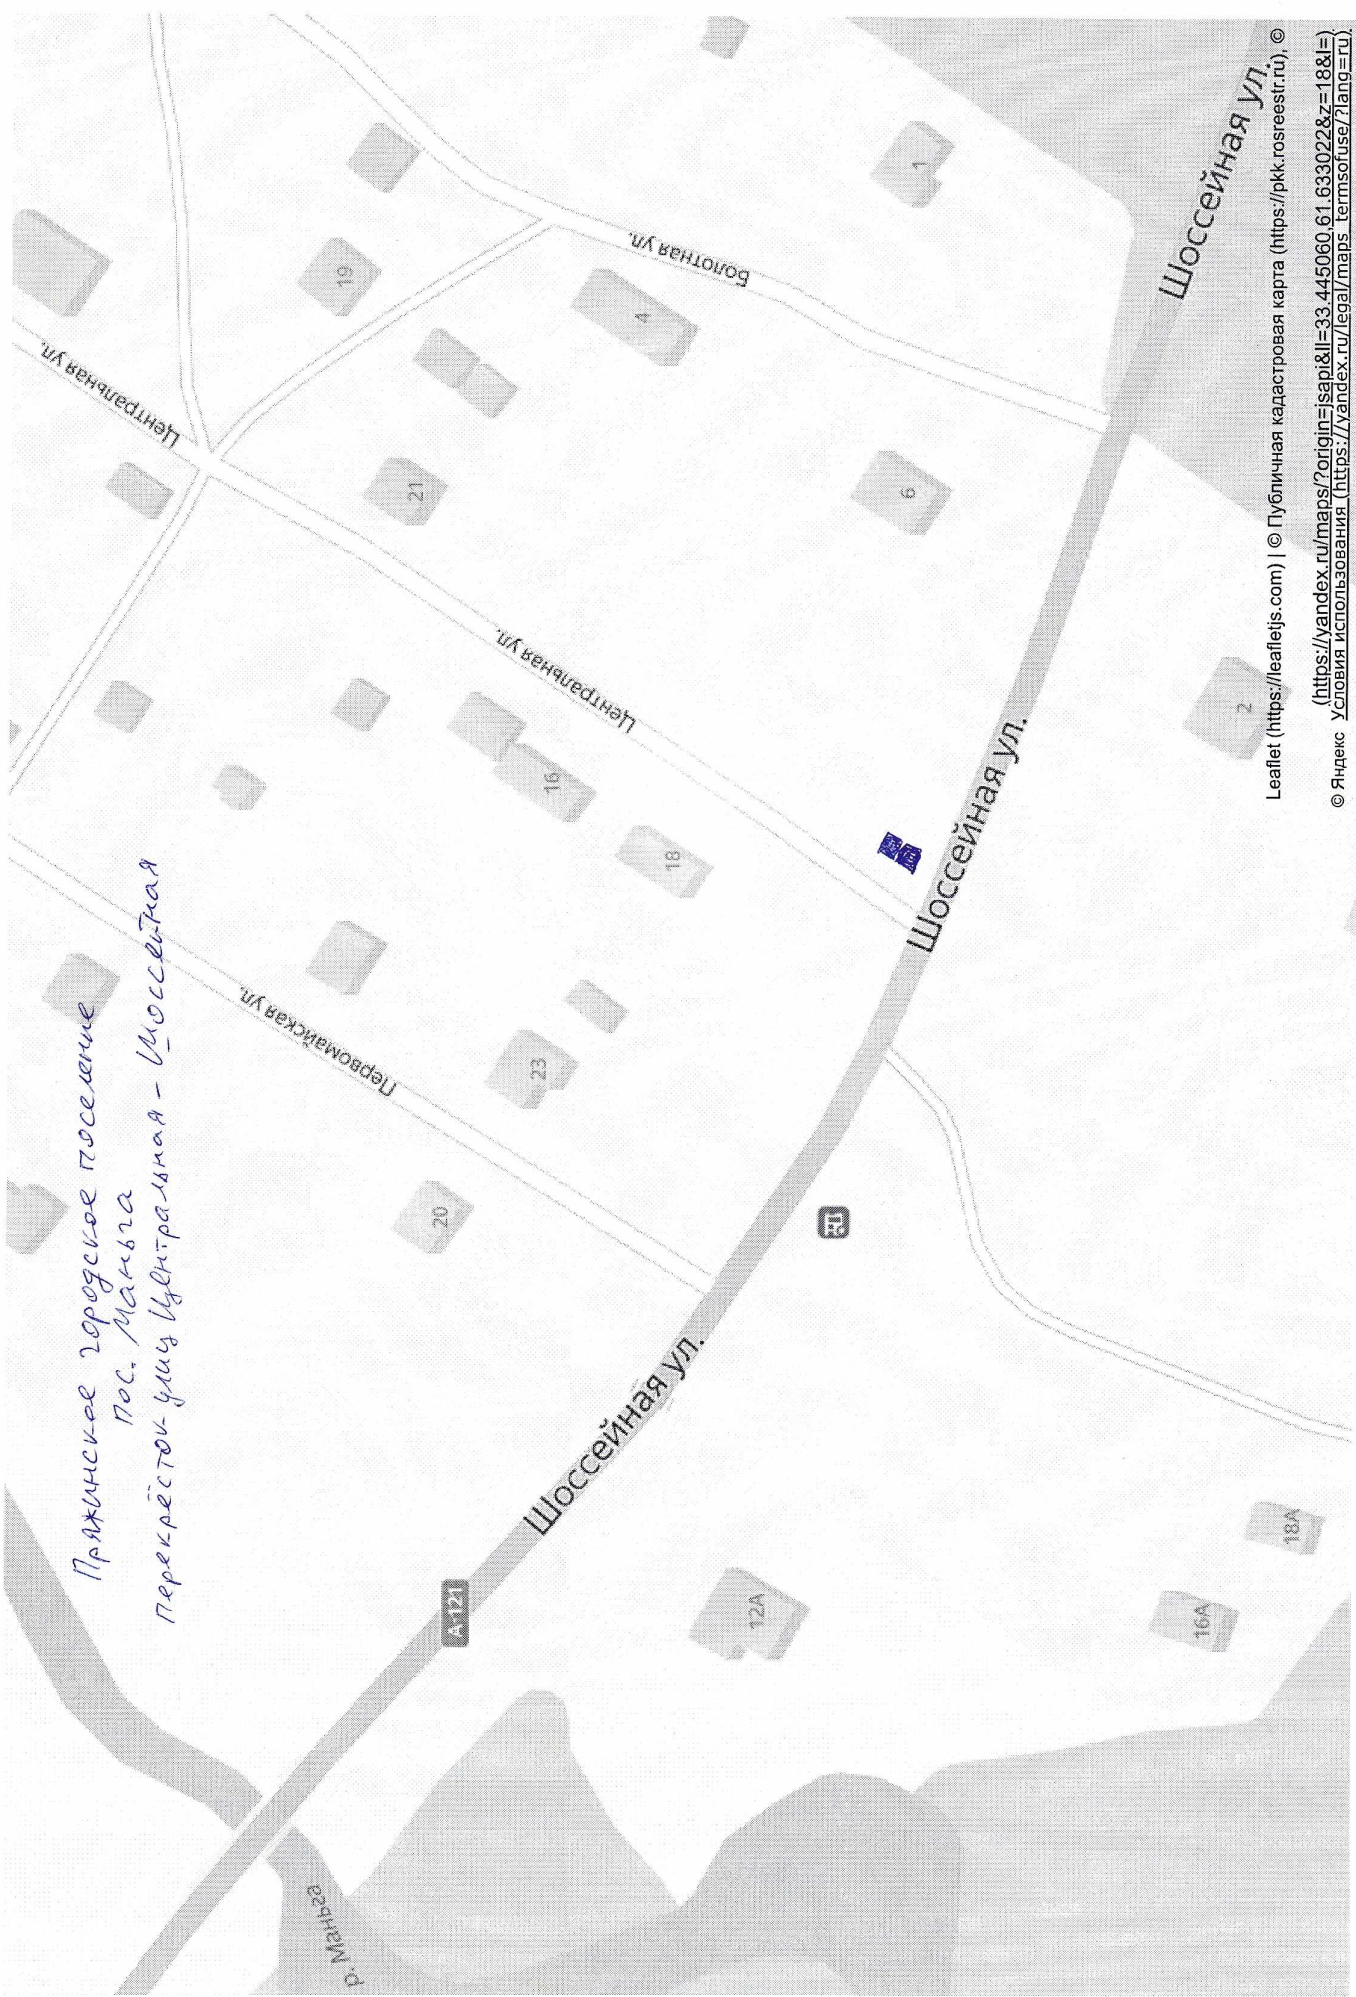 Пряжинское городское поселение
пос. Маньга
перекрёсток улиц Центральная - Шоссейная
Центральная ул.
19
21
4
Болотная ул.
1
6
Шоссейная ул.
Центральная ул.
16
18
Первомайская ул.
23
20
Шоссейная ул.
2
Шоссейная ул.
А-121
12А
16А
18А
р. Маньга
Leaflet (https://leafletjs.com) | © Публичная кадастровая карта (https://pkk.rosreestr.ru), ©
(https://yandex.ru/maps/?origin=jsapi&ll=33.445060,61.633022&z=18&l=)
© Яндекс Условия использования (https://yandex.ru/legal/maps_termsofuse/?lang=ru)